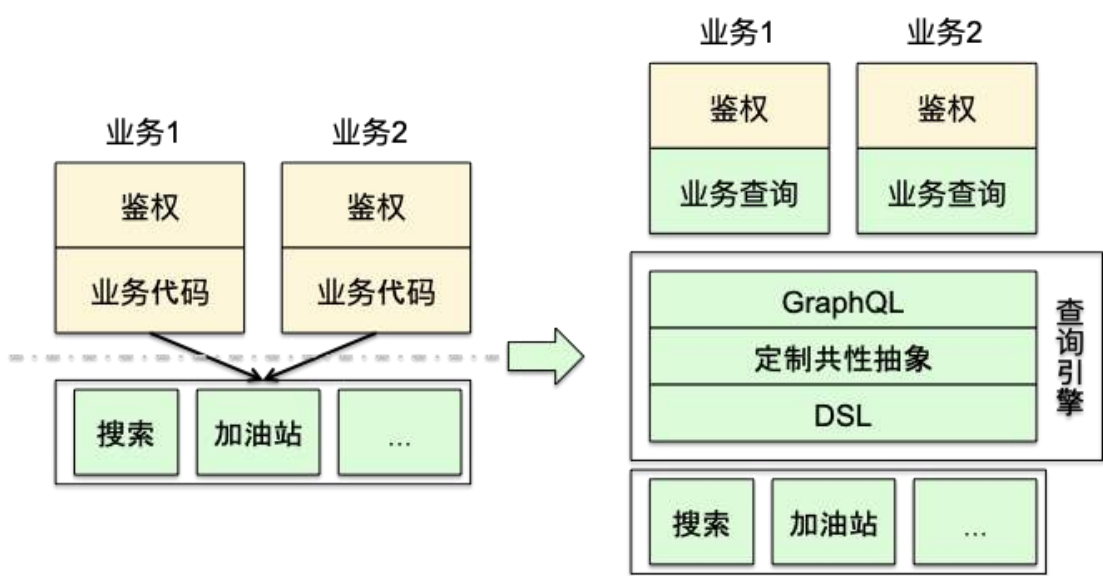 业务1
业务2
鉴权
鉴权
业务代码
业务代码
搜索
加油站
...
业务1
业务2
鉴权
鉴权
业务查询
业务查询
GraphQL
定制共性抽象
DSL
查询引擎
搜索
加油站
...